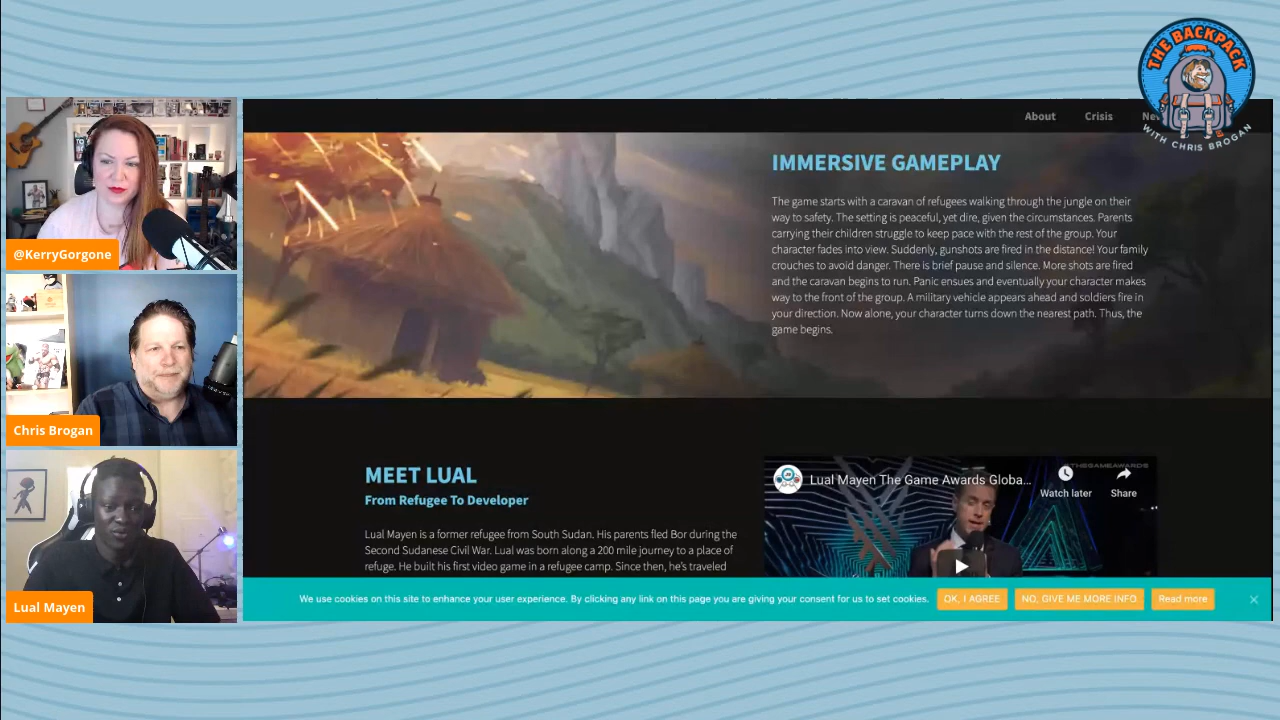 THE BACKPACK
WITH CHRIS BROGAN
@KerryGorgone
Chris Brogan
Lual Mayen
About Crisis
IMMERSIVE GAMEPLAY
The game starts with a caravan of refugees walking through the jungle on their
way to safety. The setting is peaceful, yet dire, given the circumstances. Parents
carrying their children struggle to keep pace with the rest of the group. Your
character fades into view. Suddenly, gunshots are fired in the distance! Your family
crouches to avoid danger. There is brief pause and silence. More shots are fired
and the caravan begins to run. Panic ensues and eventually your character makes
way to the front of the group. A military vehicle appears ahead and soldiers fire in
your direction. Now alone, your character turns down the nearest path. Thus, the
game begins.
MEET LUAL
From Refugee To Developer
Lual Mayen is a former refugee from South Sudan. His parents fled Bor during the
Second Sudanese Civil War. Lual was born along a 200 mile journey to a place of
refuge. He built his first video game in a refugee camp. Since then, he's traveled
Lual Mayen The Game Awards Globa...
Watch later
Share
THEGAMEAWARDS
We use cookies on this site to enhance your user experience. By clicking any link on this page you are giving your consent for us to set cookies.
OK, I AGREE
NO, GIVE ME MORE INFO
Read more